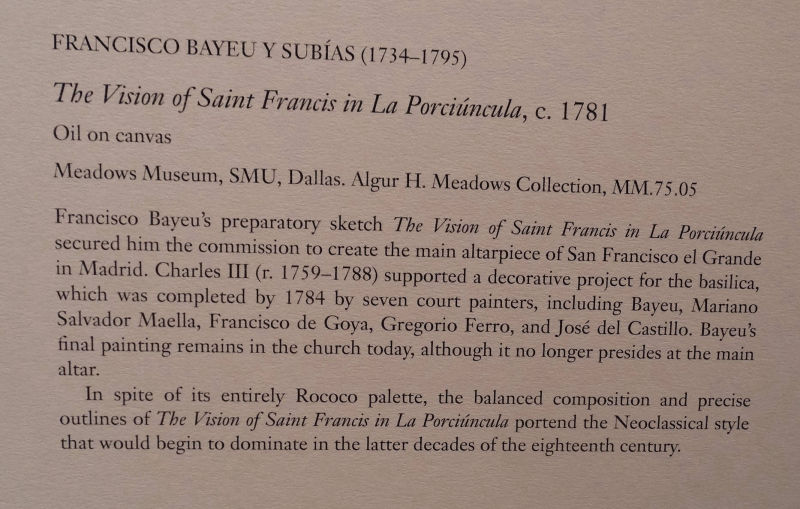 FRANCISCO BAYEU Y SUBÍAS (1734–1795)
The Vision of Saint Francis in La Porciúncula, c. 1781
Oil on canvas
Meadows Museum, SMU, Dallas. Algur H. Meadows Collection, MM.75.05
Francisco Bayeu's preparatory sketch The Vision of Saint Francis in La Porciúncula
secured him the commission to create the main altarpiece of San Francisco el Grande
in Madrid. Charles III (r. 1759–1788) supported a decorative project for the basilica,
which was completed by 1784 by seven court painters, including Bayeu, Mariano
Salvador Maella, Francisco de Goya, Gregorio Ferro, and José del Castillo. Bayeu's
final painting remains in the church today, although it no longer presides at the main
altar.
In spite of its entirely Rococo palette, the balanced composition and precise
outlines of The Vision of Saint Francis in La Porciúncula portend the Neoclassical style
that would begin to dominate in the latter decades of the eighteenth century.